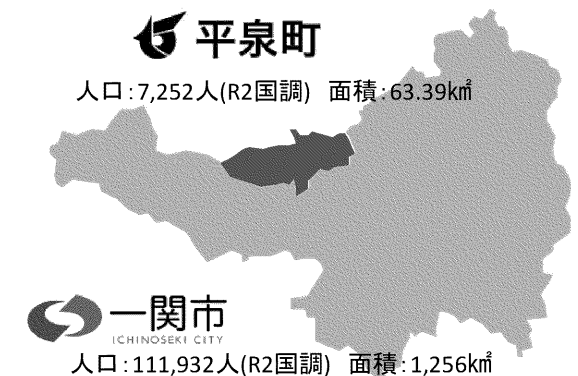 平泉町
人口：7,252人(R2国調) 面積：63.39㎢
一関市
ICHINOSEKI CITY
人口：111,932人(R2国調) 面積：1,256㎢